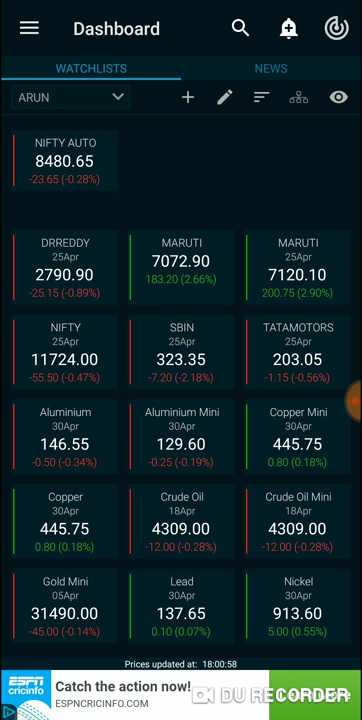 Dashboard
WATCHLISTS
NEWS
ARUN
NIFTY AUTO
8480.65
-23.65 (-0.28%)
DRREDDY
25Apr
2790.90
-25.15 (-0.89%)
MARUTI
7072.90
183.20 (2.66%)
MARUTI
25Apr
7120.10
200.75 (2.90%)
NIFTY
25Apr
11724.00
-55.50 (-0.47%)
SBIN
25Apr
323.35
-7.20 (-2.18%)
TATAMOTORS
25Apr
203.05
-1.15 (-0.56%)
Aluminium
30Apr
146.55
-0.50 (-0.34%)
Aluminium Mini
30Apr
129.60
-0.25 (-0.19%)
Copper Mini
30Apr
445.75
0.80 (0.18%)
Copper
30Apr
445.75
0.80 (0.18%)
Crude Oil
18Apr
4309.00
-12.00 (-0.28%)
Crude Oil Mini
18Apr
4309.00
-12.00 (-0.28%)
Gold Mini
05Apr
31490.00
-45.00 (-0.14%)
Lead
30Apr
137.65
0.10 (0.07%)
Nickel
30Apr
913.60
5.00 (0.55%)
Prices updated at: 18:00:58
ESPN
cricinfo
Catch the action now!
ESPNCRICINFO.COM
DU RECORDER